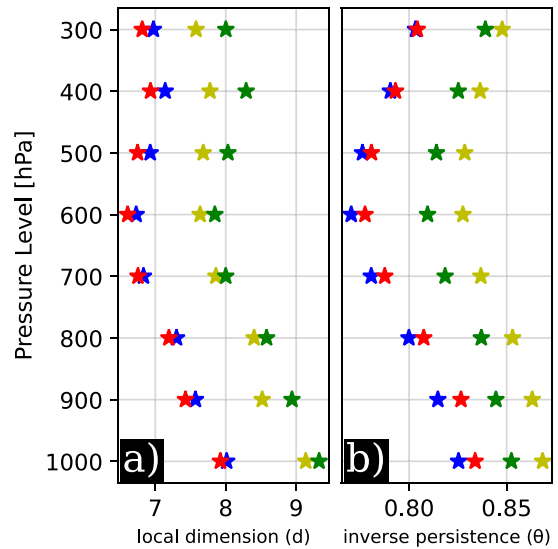 Pressure Level [hPa]
300
400
500
600
700
800
900
1000
a)
b)
7 8 9
0.80 0.85
local dimension (d)
inverse persistence (θ)